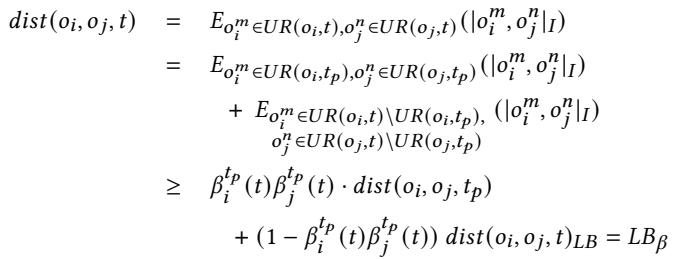 dist(o_i, o_j, t) = E_{o_i^m ∈ UR(o_i, t), o_j^n ∈ UR(o_j, t)}(|o_i^m, o_j^n|_I)
= E_{o_i^m ∈ UR(o_i, t_p), o_j^n ∈ UR(o_j, t_p)}(|o_i^m, o_j^n|_I)
+ E_{o_i^m ∈ UR(o_i, t)\UR(o_i, t_p), (|o_i^m, o_j^n|_I)
o_j^n ∈ UR(o_j, t)\UR(o_j, t_p)}
≥ β_i^{t_p}(t)β_j^{t_p}(t) · dist(o_i, o_j, t_p)
+ (1 − β_i^{t_p}(t)β_j^{t_p}(t)) dist(o_i, o_j, t)_{LB} = LB_β